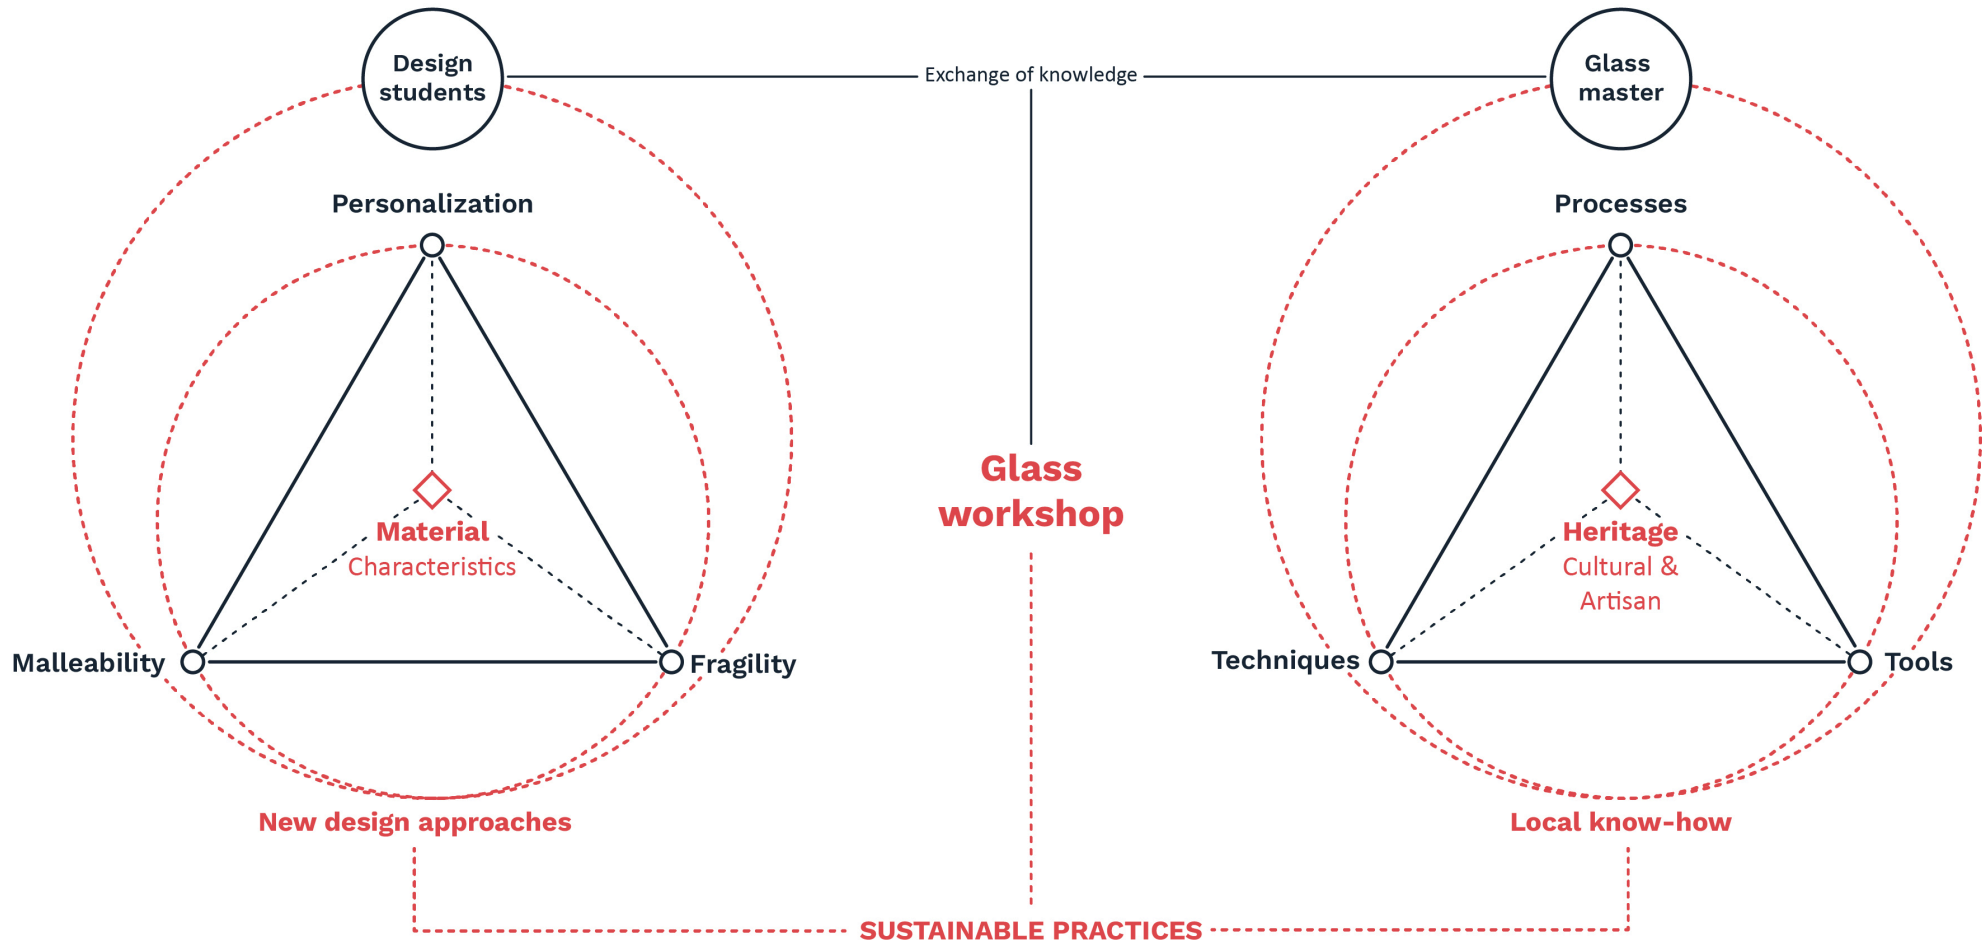 Design
students
Exchange of knowledge
Glass
master
Personalization
Processes
Glass
workshop
Material
Characteristics
Heritage
Cultural &
Artisan
Malleability
Fragility
Techniques
Tools
New design approaches
Local know-how
SUSTAINABLE PRACTICES